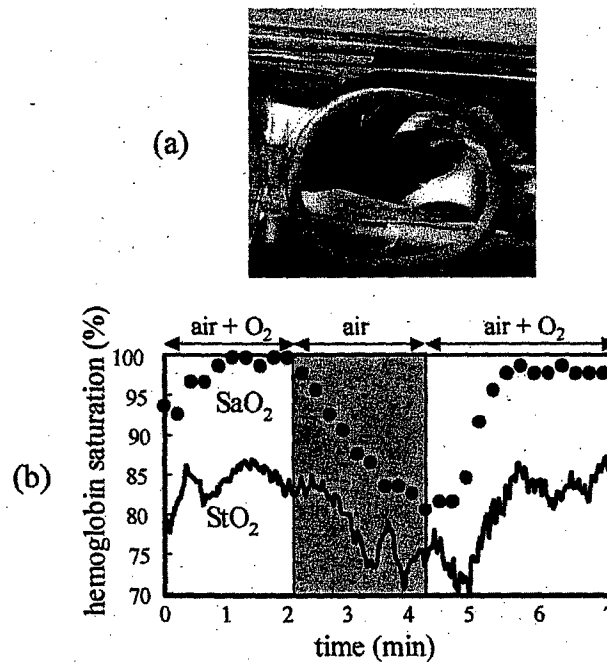 (a)
air + O₂ air air + O₂
hemoglobin saturation (%)
100
95
90
85
80
75
70
SaO₂
StO₂
(b)
0 1 2 3 4 5 6 7
time (min)